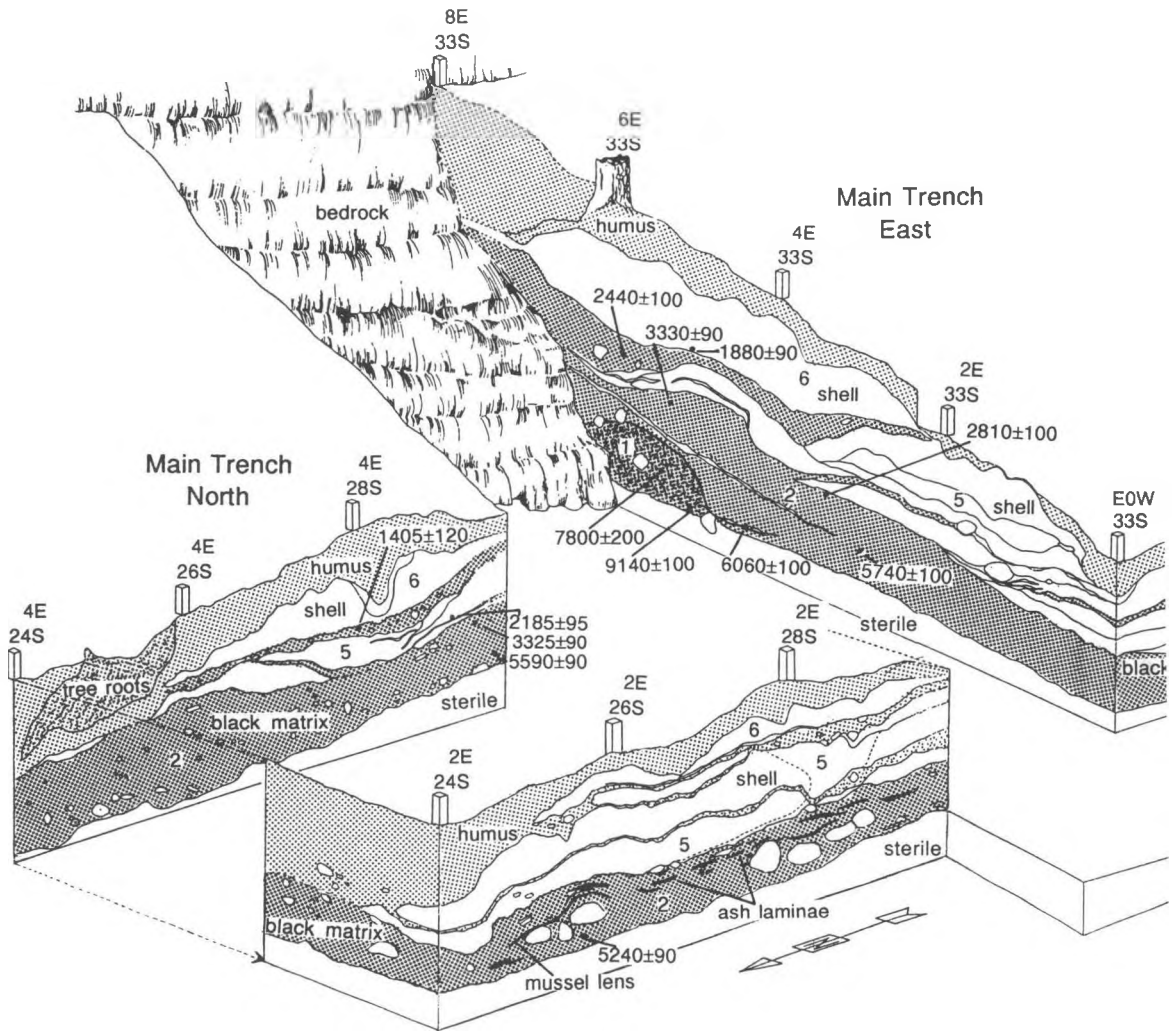 8E
33S
6E
33S
Main Trench
East
bedrock
humus
4E
33S
2440±100
3330±90
1880±90
6
shell
2E
33S
2810±100
1
Main Trench
North
4E
28S
2
5
shell
E0W
33S
7800±200
9140±100
6060±100
5740±100
1405±120
4E
26S
humus
6
shell
4E
24S
2185±95
3325±90
5590±90
5
2E
28S
sterile
black
tree roots
black matrix
sterile
2
2E
26S
6
5
2E
24S
shell
humus
5
sterile
2
ash laminae
black matrix
5240±90
mussel lens
N